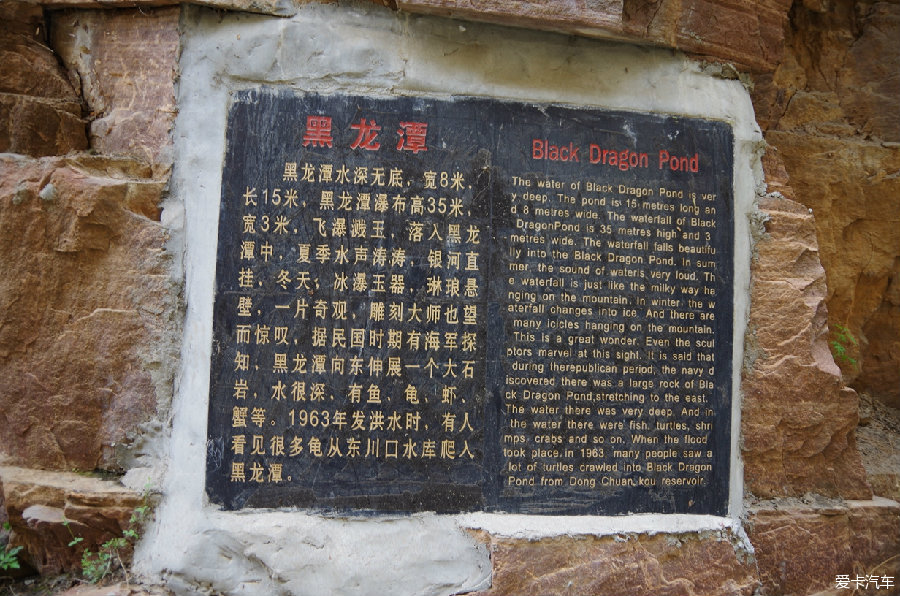 黑龙潭
黑龙潭水深无底，宽8米，
长15米，黑龙潭瀑布高35米，
宽3米，飞瀑溅玉，落入黑龙
潭中，夏季水声涛涛，银河直
挂，冬天，冰瀑玉器，琳琅悬
壁，一片奇观，雕刻大师也望
而惊叹，据民国时期有海军探
知，黑龙潭向东伸展一个大石
岩，水很深、有鱼、龟、虾、
蟹等。1963年发洪水时，有人
看见很多龟从东川口水库爬入
黑龙潭。
Black Dragon Pond
The water of Black Dragon Pond is ver
y deep. The pond is 15 metres long an
d 8 metres wide. The waterfall of Black
DragonPond is 35 metres high and 3
metres wide. The waterfall falls beautifu
lly into the Black Dragon Pond. In sum
mer, the sound of wateris very loud. Th
e waterfall is just like the milky way ha
nging on the mountain. In winter, the w
aterfall changes into ice. And there are
many icicles hanging on the mountain.
This is a great wonder. Even the scul
ptors marvel at this sight. It is said that
during therepublican period, the navy d
iscovered there was a large rock of Bla
ck Dragon Pond,stretching to the east.
The water there was very deep. And in
the water there were fish, turtles, shri
mps, crabs and so on. When the flood
took place, in 1963, many people saw a
lot of turtles crawled into Black Dragon
Pond from Dong Chuan kou reservoir.
爱卡汽车